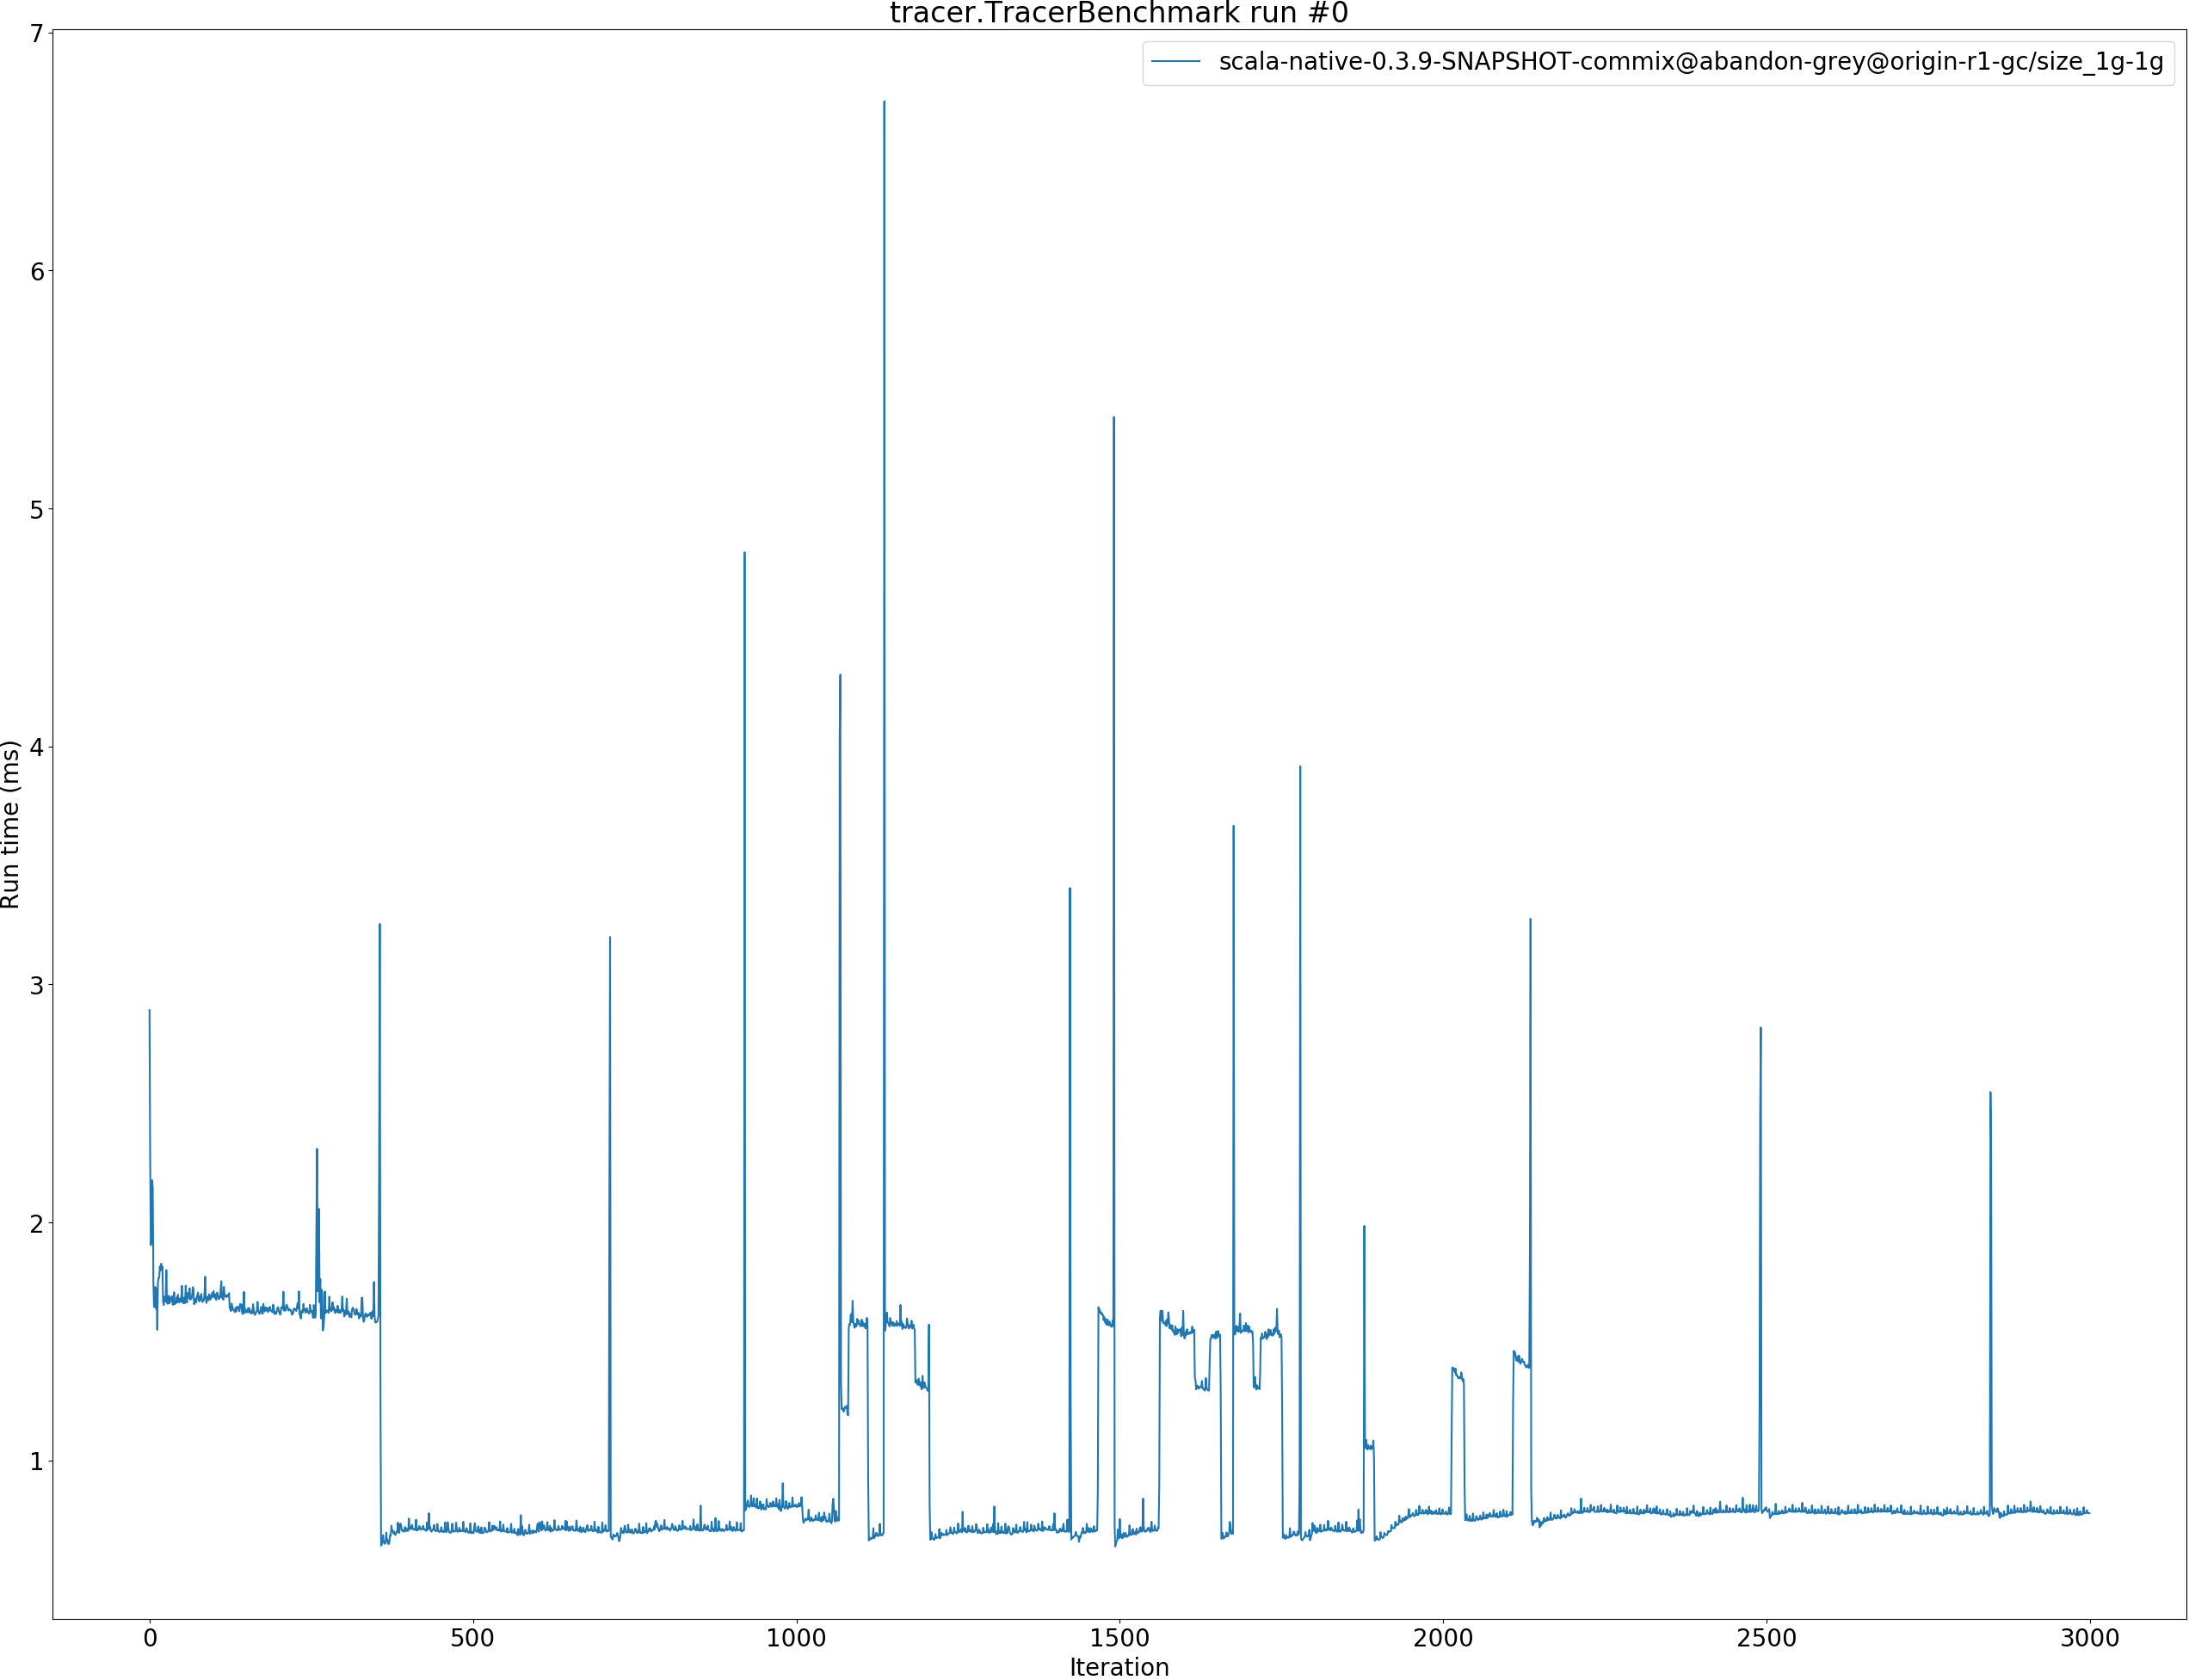 tracer.TracerBenchmark run #0
scala-native-0.3.9-SNAPSHOT-commix@abandon-grey@origin-r1-gc/size_1g-1g
7
6
5
4
3
2
1
Run time (ms)
0 500 1000 1500 2000 2500 3000
Iteration